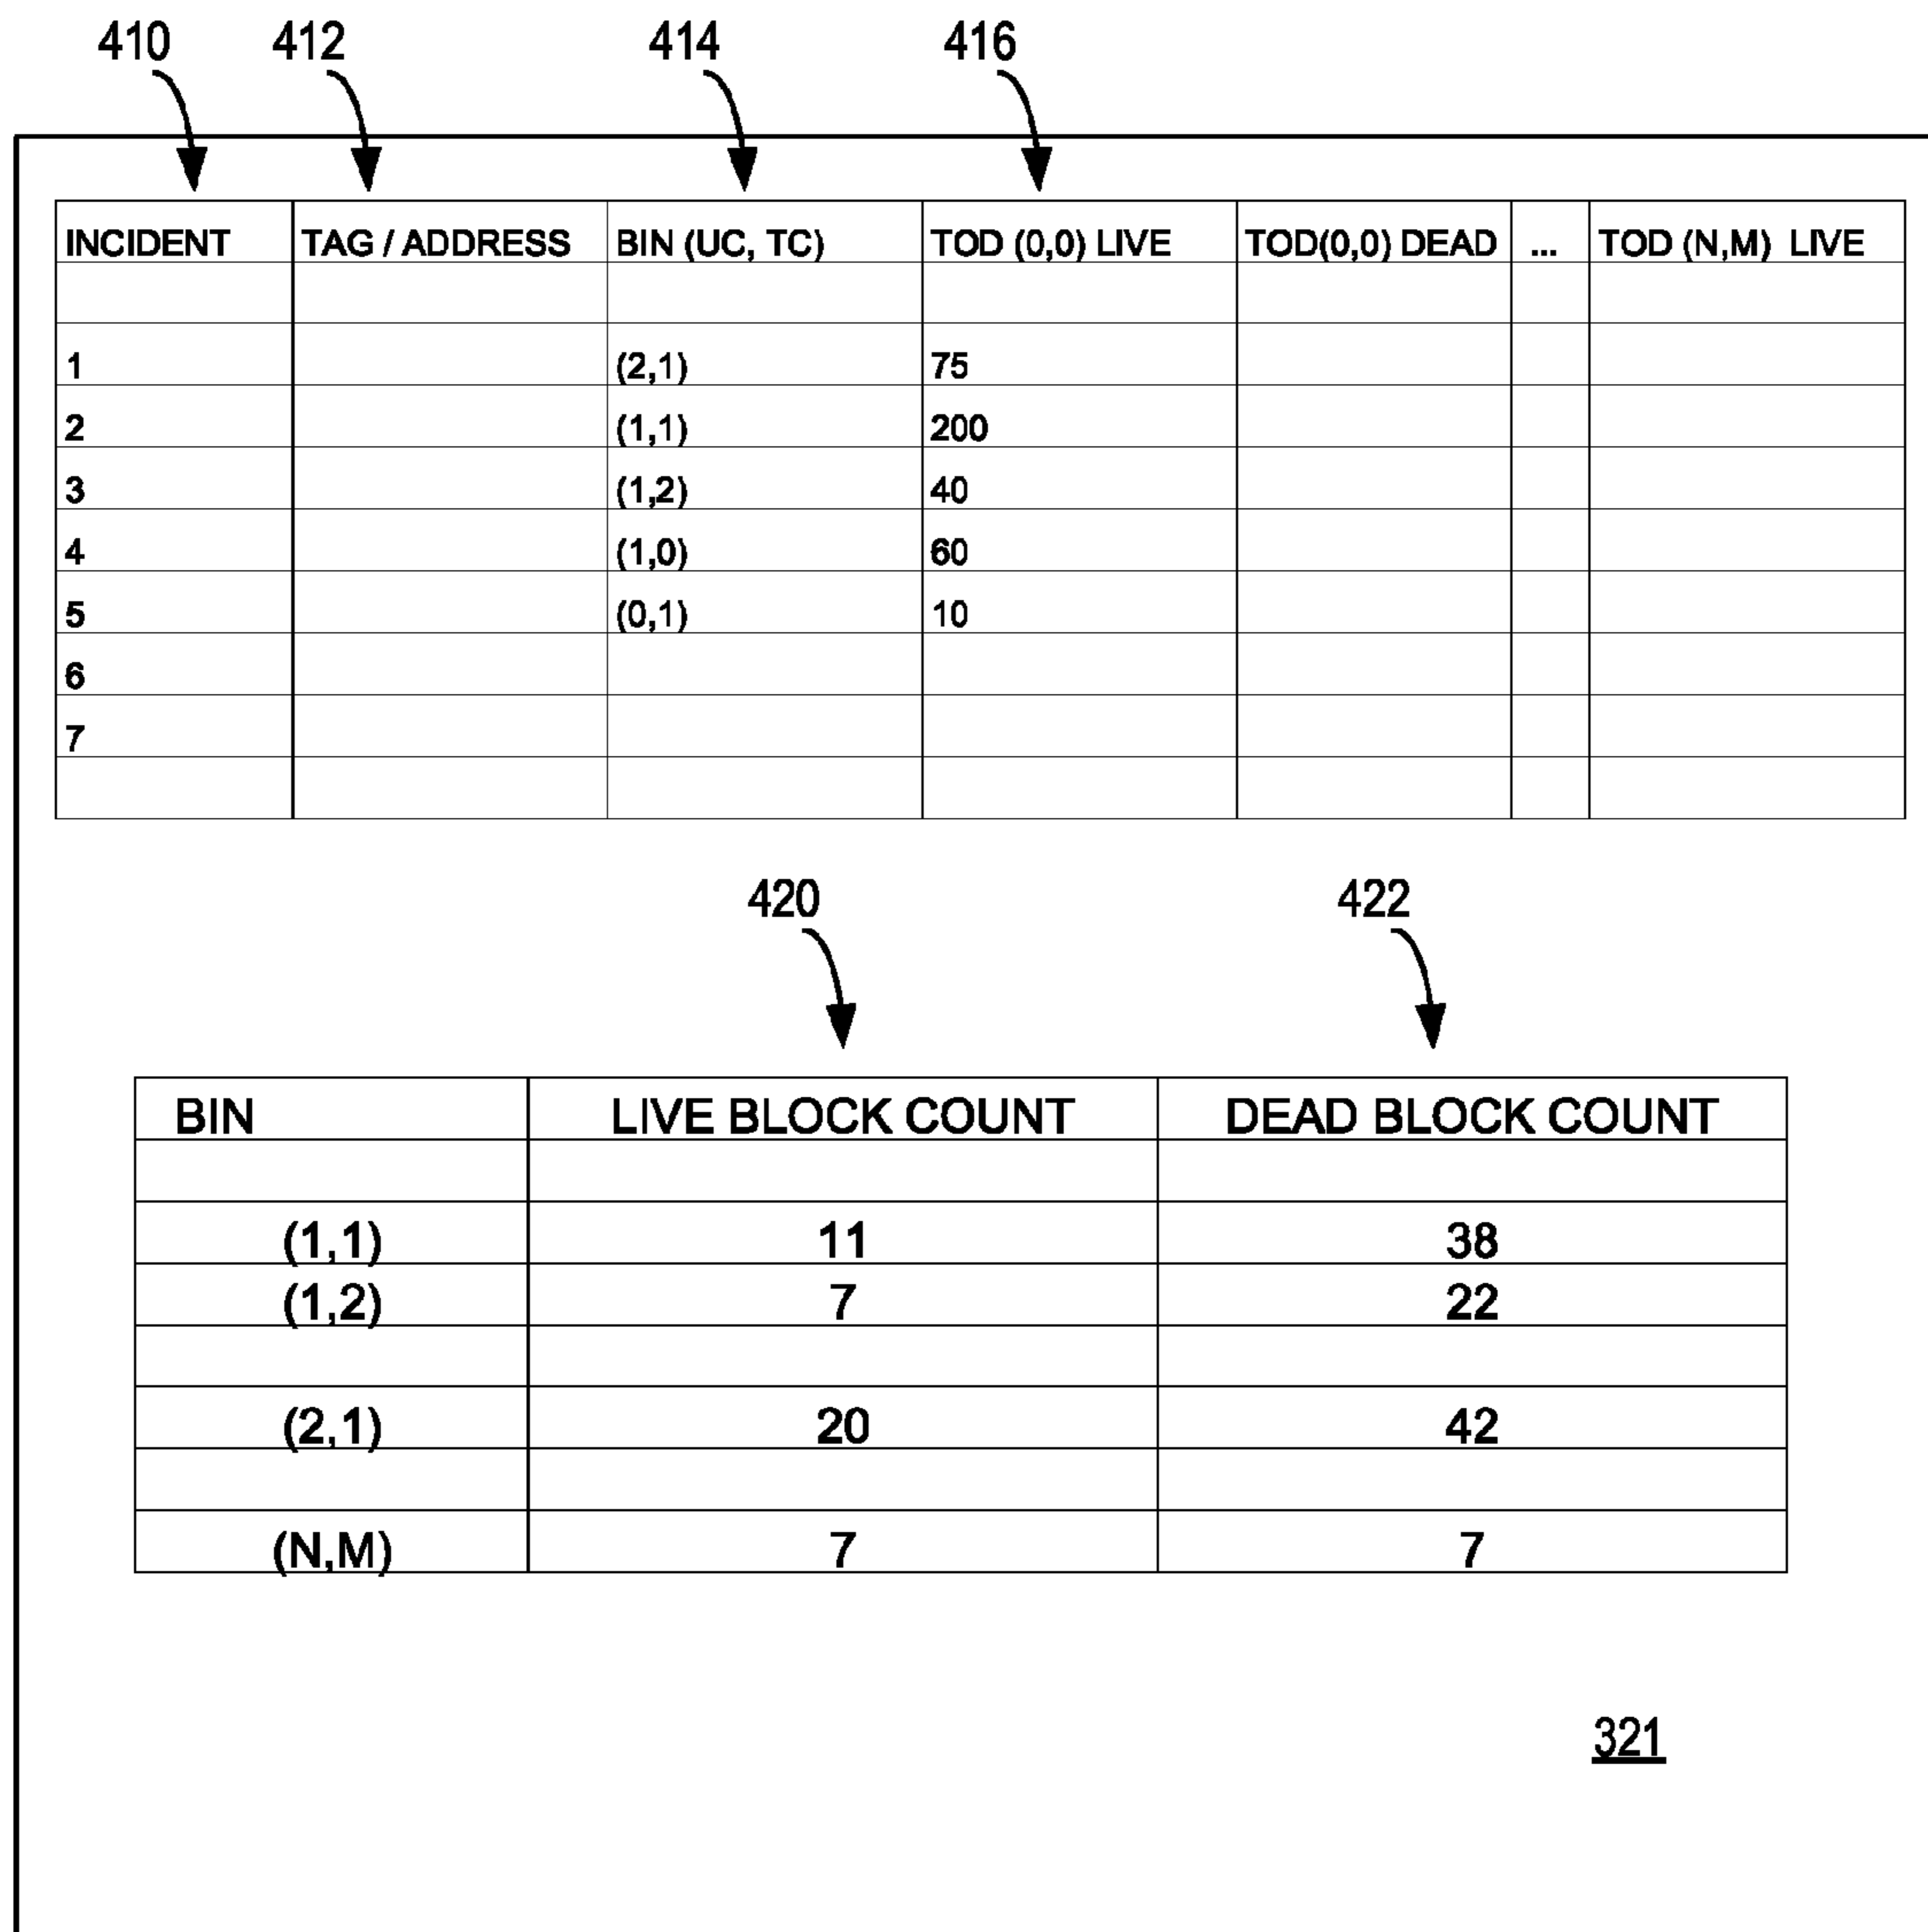 410 412 414 416
INCIDENT TAG / ADDRESS BIN (UC, TC) TOD (0,0) LIVE TOD(0,0) DEAD ... TOD (N,M) LIVE
1 (2,1) 75
2 (1,1) 200
3 (1,2) 40
4 (1,0) 60
5 (0,1) 10
6
7
420 422
BIN LIVE BLOCK COUNT DEAD BLOCK COUNT
(1,1) 11 38
(1,2) 7 22
(2,1) 20 42
(N,M) 7 7
321